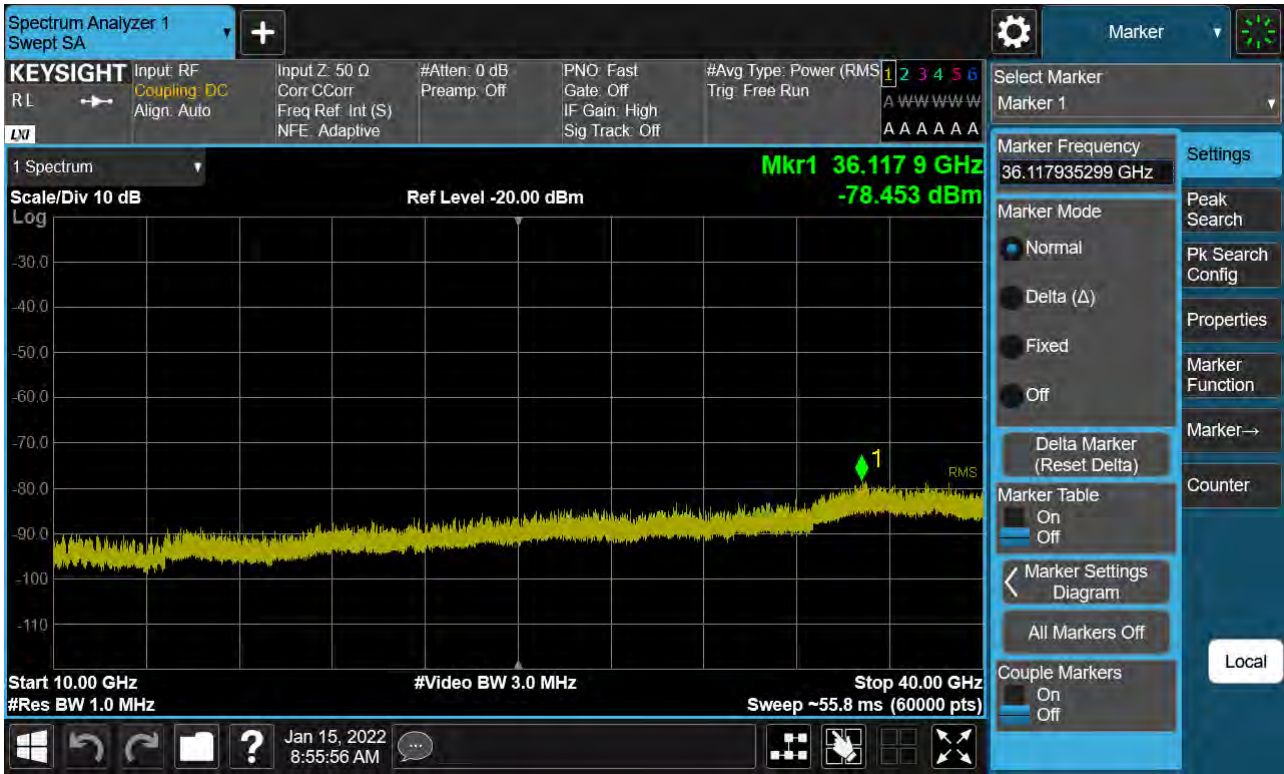 Spectrum Analyzer 1
Swept SA
Marker
KEYSIGHT
RL
LXI
Input: RF
Coupling: DC
Align: Auto
Input Z: 50 Ω
Corr CCorr
Freq Ref: Int (S)
NFE: Adaptive
#Atten: 0 dB
Preamp: Off
PNO: Fast
Gate: Off
IF Gain: High
Sig Track: Off
#Avg Type: Power (RMS
Trig: Free Run
1 2 3 4 5 6
A W W W W W
A A A A A A
Select Marker
Marker 1
1 Spectrum
Scale/Div 10 dB
Log
Ref Level -20.00 dBm
Mkr1 36.117 9 GHz
-78.453 dBm
-30.0
-40.0
-50.0
-60.0
-70.0
-80.0
-90.0
-100
-110
1
RMS
Start 10.00 GHz
#Res BW 1.0 MHz
#Video BW 3.0 MHz
Stop 40.00 GHz
Sweep ~55.8 ms (60000 pts)
Marker Frequency
36.117935299 GHz
Marker Mode
Normal
Delta (Δ)
Fixed
Off
Delta Marker
(Reset Delta)
Marker Table
On
Off
Marker Settings
Diagram
All Markers Off
Couple Markers
On
Off
Settings
Peak
Search
Pk Search
Config
Properties
Marker
Function
Marker→
Counter
Local
?
Jan 15, 2022
8:55:56 AM